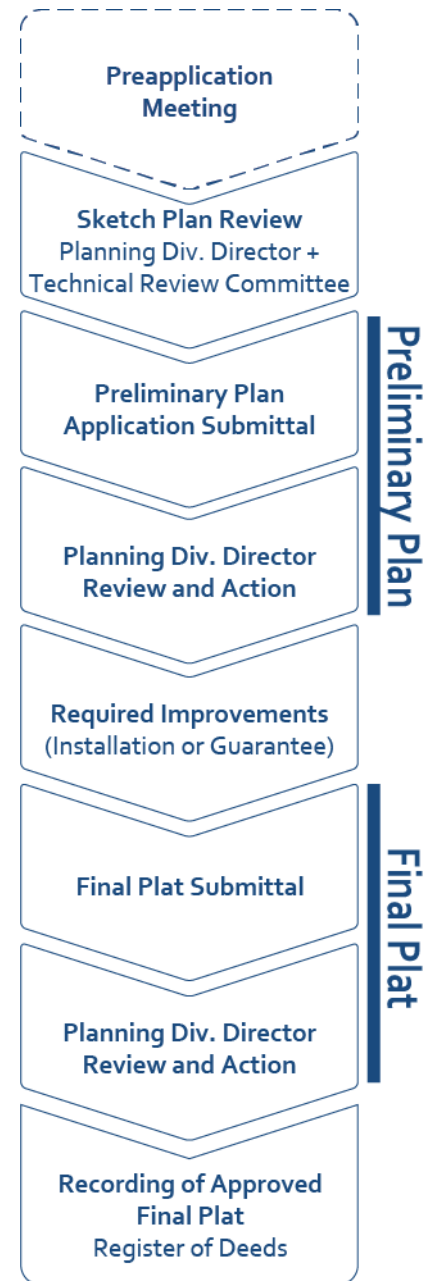 Preapplication
Meeting
Sketch Plan Review
Planning Div. Director +
Technical Review Committee
Preliminary Plan
Application Submittal
Planning Div. Director
Review and Action
Preliminary Plan
Required Improvements
(Installation or Guarantee)
Final Plat Submittal
Planning Div. Director
Review and Action
Final Plat
Recording of Approved
Final Plat
Register of Deeds